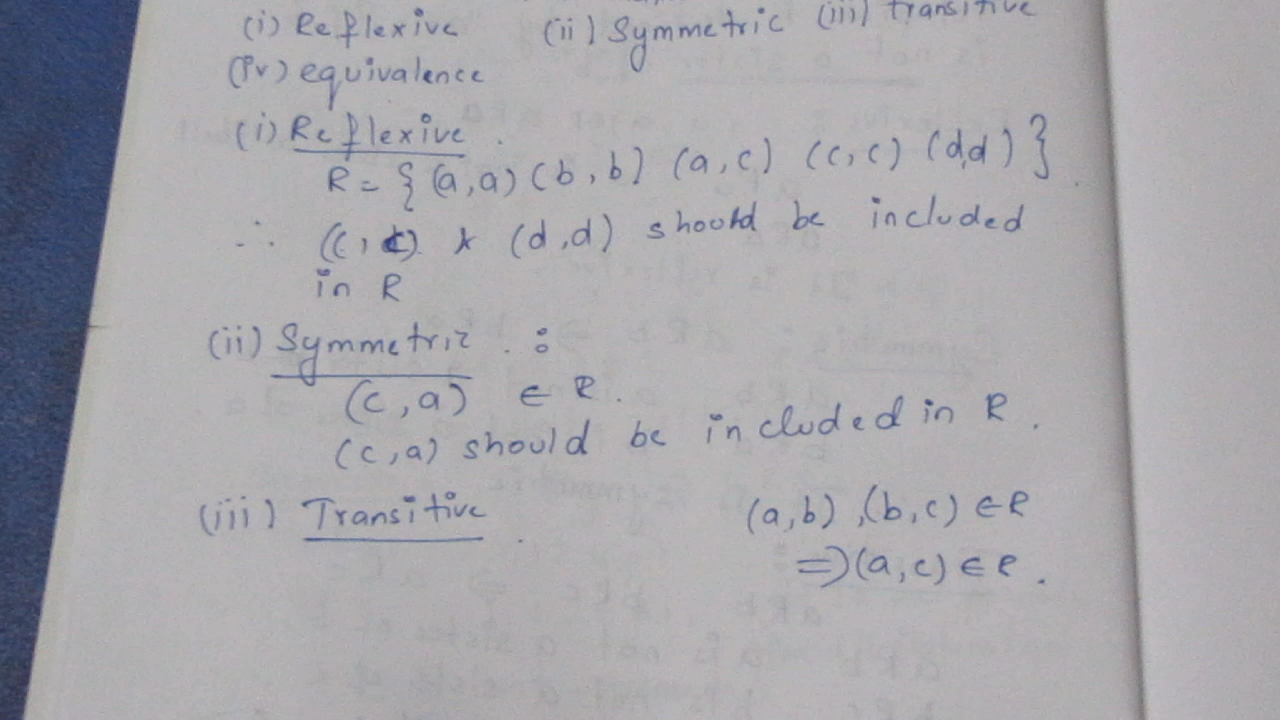 (i) Reflexive (ii) Symmetric (iii) transitive
(iv) equivalence
(i) Reflexive .
R = { (a,a) (b,b) (a,c) (c,c) (d,d) }
∴ (c,c) & (d,d) should be included
in R
(ii) Symmetric :
(c,a) ∈ R.
(c,a) should be included in R.
(iii) Transitive . (a,b), (b,c) ∈ R
⇒ (a,c) ∈ R.